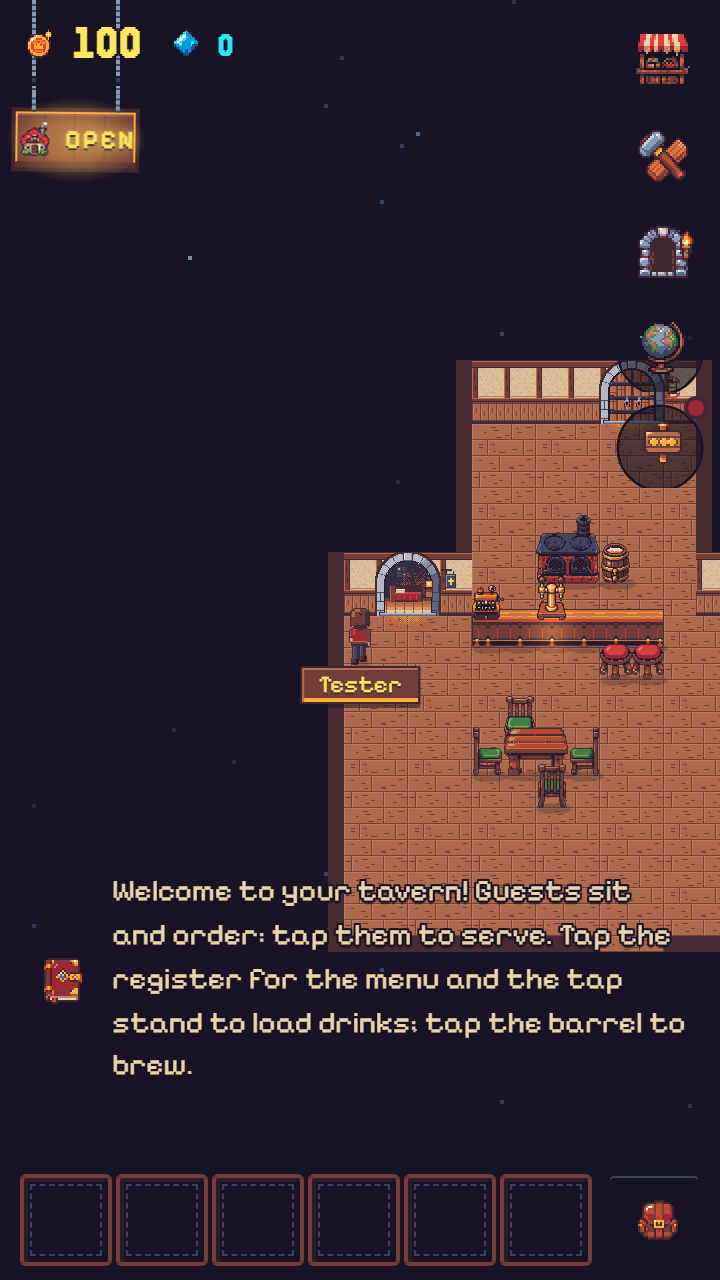 100
0
OPEN
Tester
Welcome to your tavern! Guests sit
and order: tap them to serve. Tap the
register for the menu and the tap
stand to load drinks; tap the barrel to
brew.